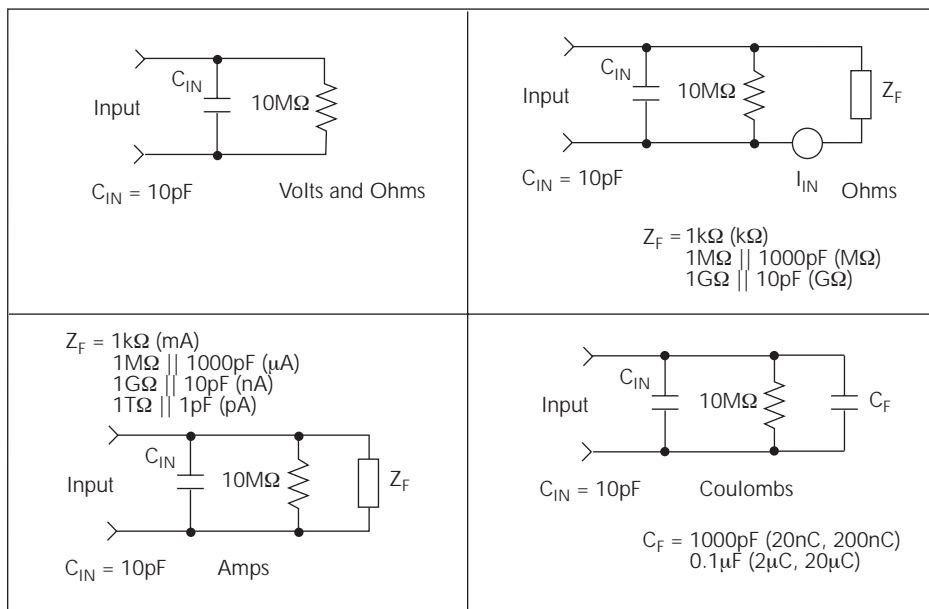 C_IN
10MΩ
Input
C_IN = 10pF
Volts and Ohms
C_IN
10MΩ
Z_F
Input
I_IN
C_IN = 10pF
Ohms
Z_F = 1kΩ (kΩ)
1MΩ || 1000pF (MΩ)
1GΩ || 10pF (GΩ)
Z_F = 1kΩ (mA)
1MΩ || 1000pF (μA)
1GΩ || 10pF (nA)
1TΩ || 1pF (pA)
C_IN
10MΩ
Z_F
Input
C_IN = 10pF
Amps
C_IN
10MΩ
C_F
Input
C_IN = 10pF
Coulombs
C_F = 1000pF (20nC, 200nC)
0.1μF (2μC, 20μC)